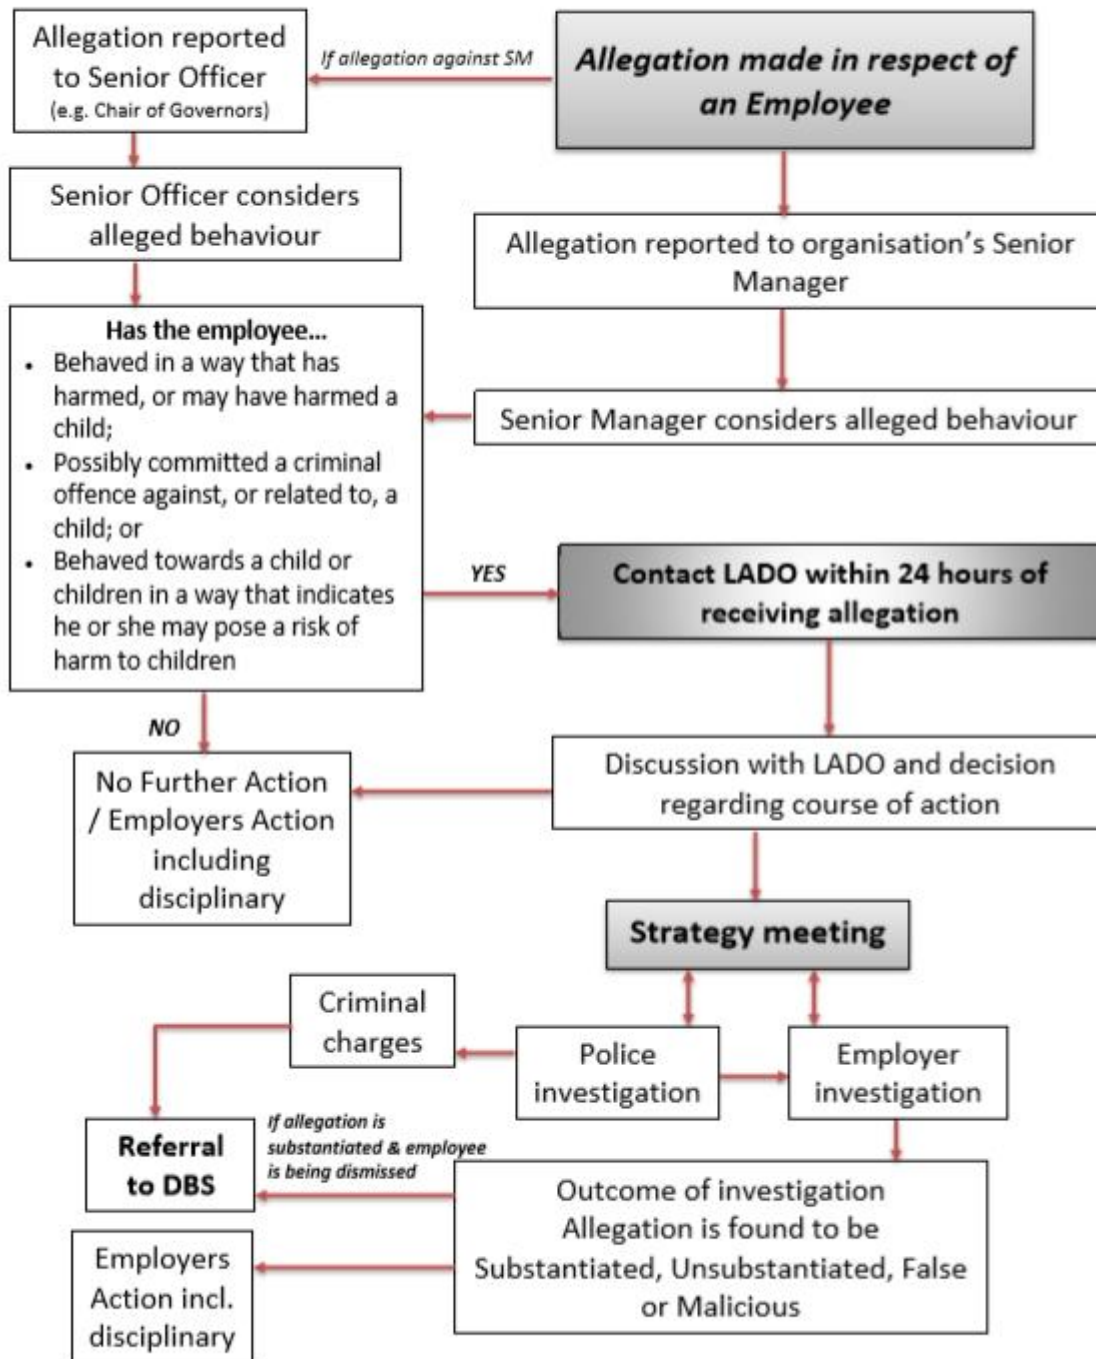 Allegation reported
to Senior Officer
(e.g. Chair of Governors)
If allegation against SM
Allegation made in respect of
an Employee
Senior Officer considers
alleged behaviour
Allegation reported to organisation's Senior
Manager
Has the employee...
• Behaved in a way that has
harmed, or may have harmed a
child;
• Possibly committed a criminal
offence against, or related to, a
child; or
• Behaved towards a child or
children in a way that indicates
he or she may pose a risk of
harm to children
Senior Manager considers alleged behaviour
YES
Contact LADO within 24 hours of
receiving allegation
NO
No Further Action
/ Employers Action
including
disciplinary
Discussion with LADO and decision
regarding course of action
Strategy meeting
Criminal
charges
Police
investigation
Employer
investigation
Referral
to DBS
If allegation is
substantiated & employee
is being dismissed
Outcome of investigation
Allegation is found to be
Substantiated, Unsubstantiated, False
or Malicious
Employers
Action incl.
disciplinary